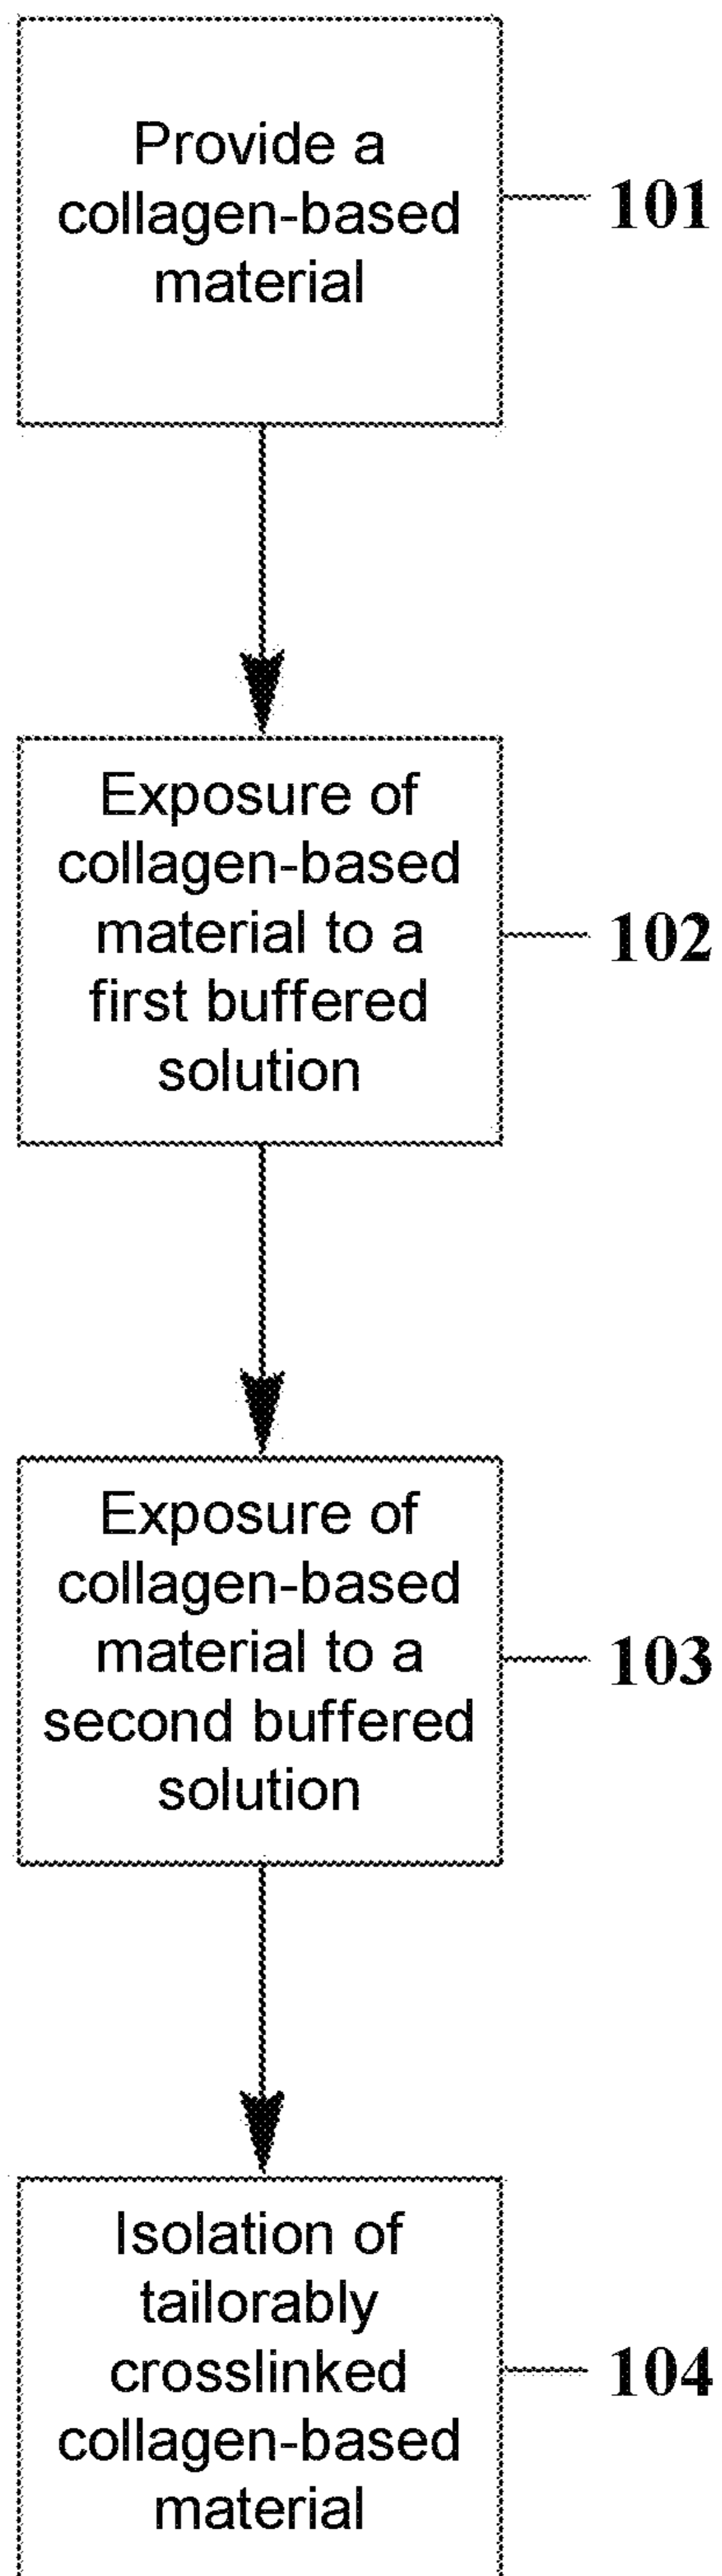 Provide a
collagen-based
material
101
Exposure of
collagen-based
material to a
first buffered
solution
102
Exposure of
collagen-based
material to a
second buffered
solution
103
Isolation of
tailorably
crosslinked
collagen-based
material
104